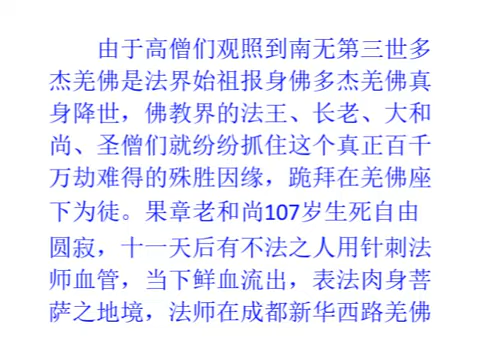 由于高僧们观照到南无第三世多
杰羌佛是法界始祖报身佛多杰羌佛真
身降世，佛教界的法王、长老、大和
尚、圣僧们就纷纷抓住这个真正百千
万劫难得的殊胜因缘，跪拜在羌佛座
下为徒。果章老和尚107岁生死自由
圆寂，十一天后有不法之人用针刺法
师血管，当下鲜血流出，表法肉身菩
萨之地境，法师在成都新华西路羌佛